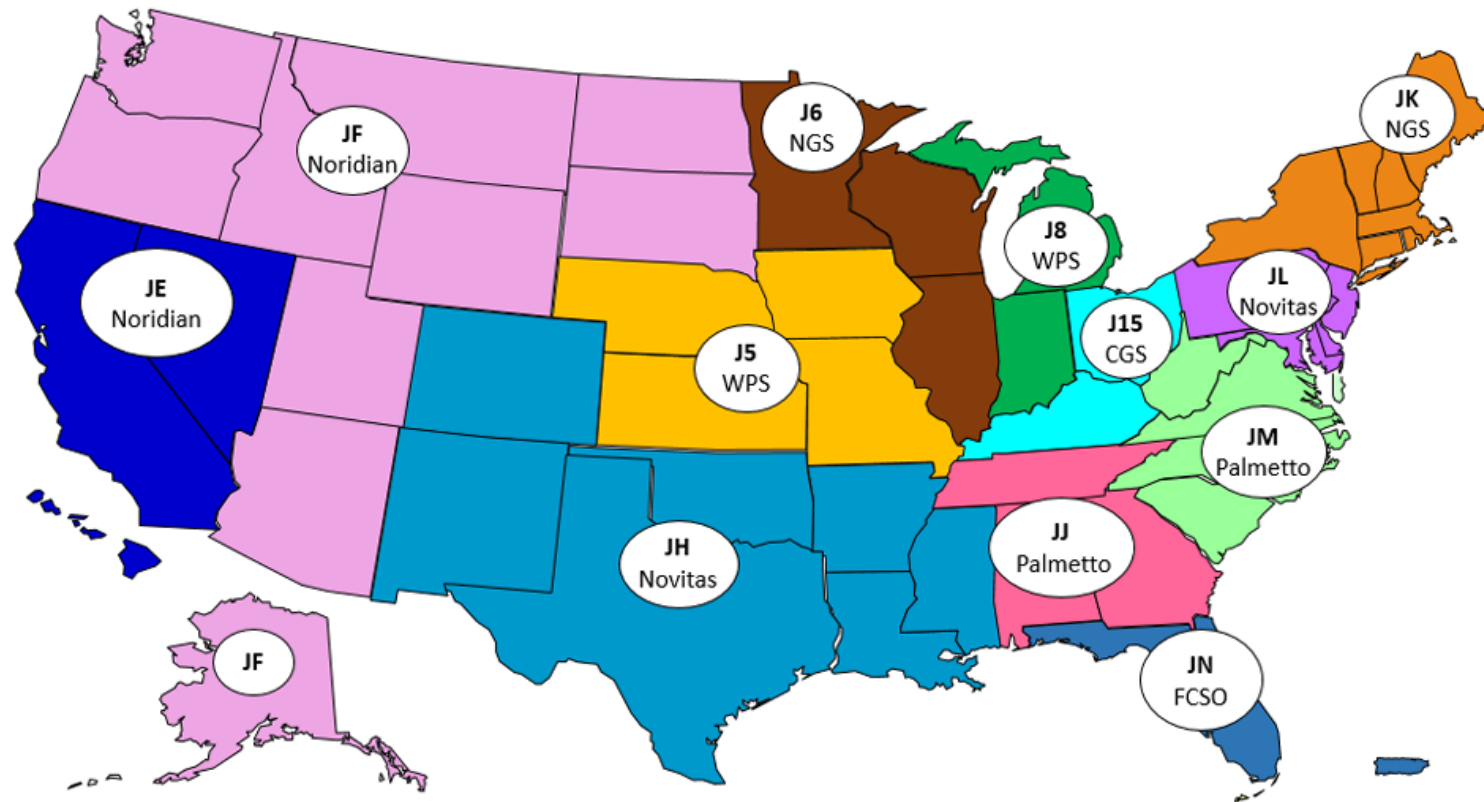 JF
Noridian
J6
NGS
JK
NGS
JE
Noridian
J8
WPS
JL
Novitas
J5
WPS
J15
CGS
JM
Palmetto
JH
Novitas
JJ
Palmetto
JF
JN
FCSO